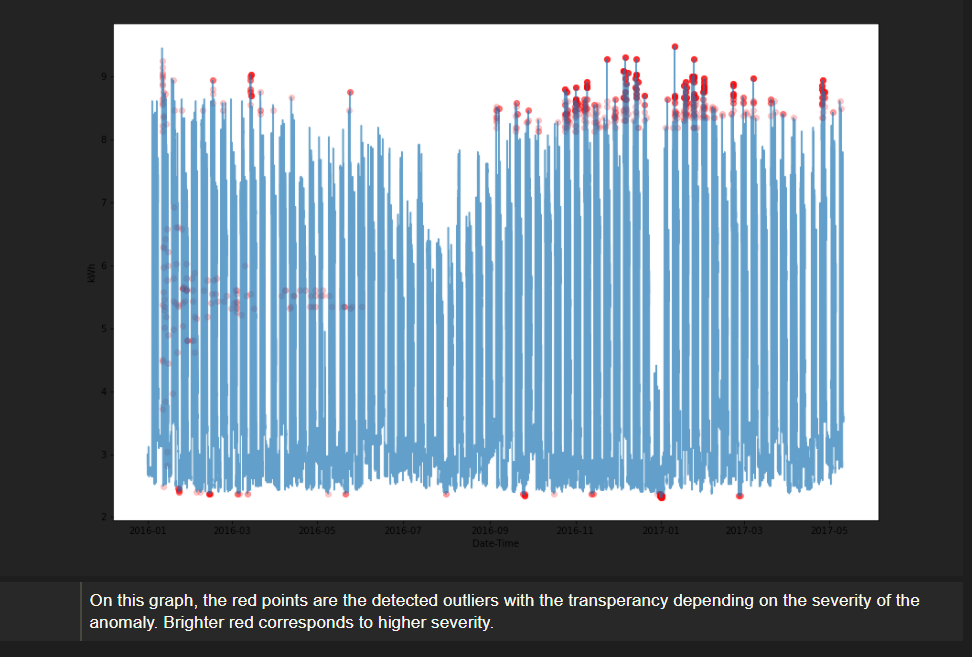 9
8
7
6
kWh
5
4
3
2
2016-01 2016-03 2016-05 2016-07 2016-09 2016-11 2017-01 2017-03 2017-05
Date-Time
On this graph, the red points are the detected outliers with the transperancy depending on the severity of the
anomaly. Brighter red corresponds to higher severity.